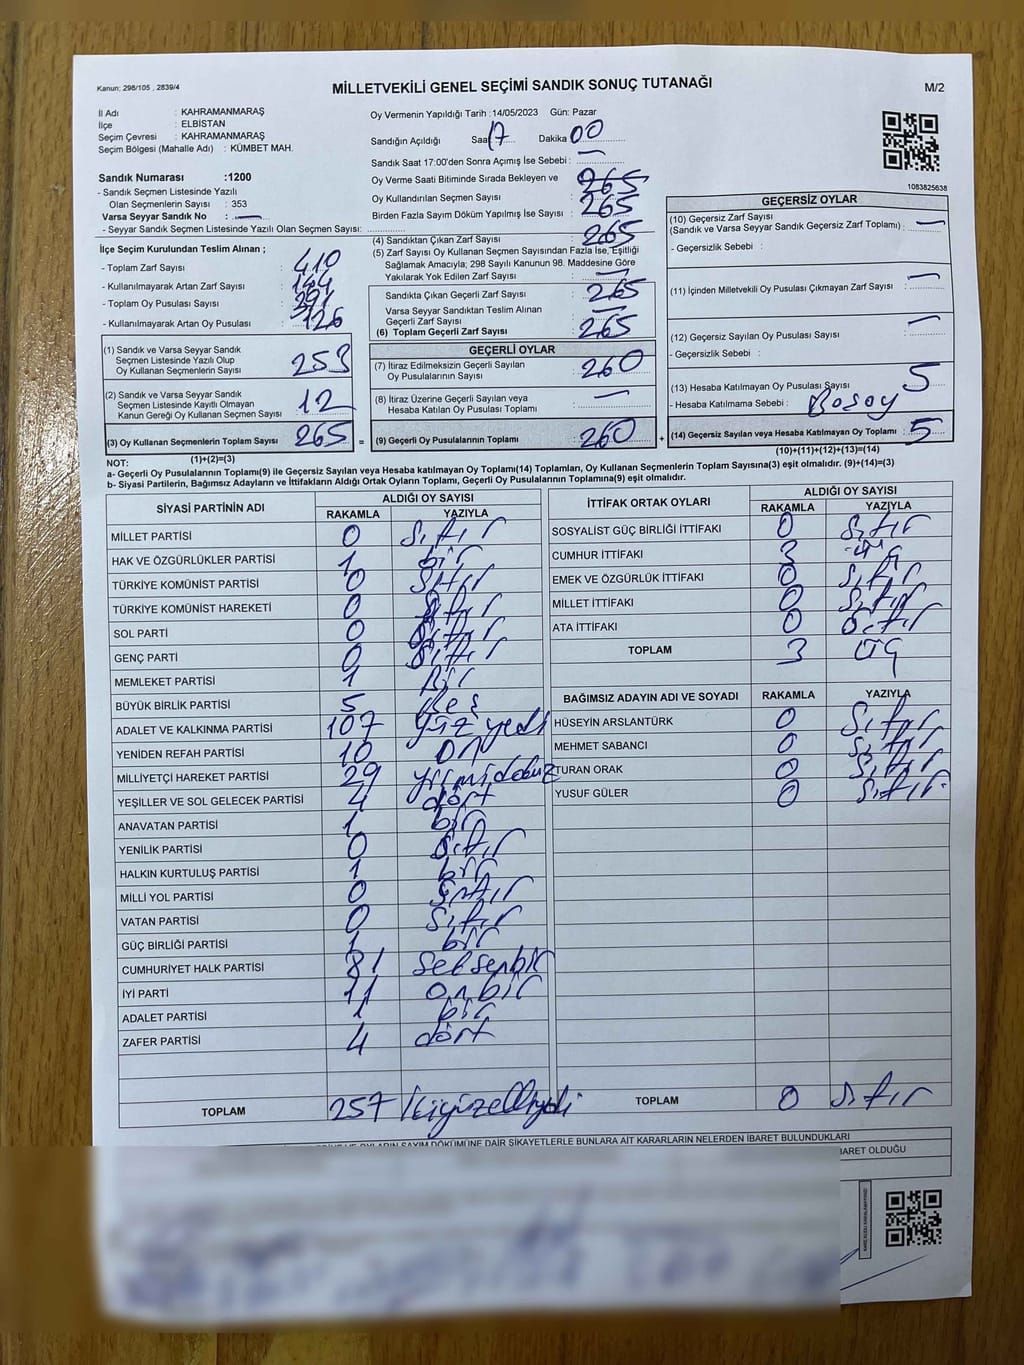 Kanun; 298/105 , 2839/4
MİLLETVEKİLİ GENEL SEÇİMİ SANDIK SONUÇ TUTANAĞI
M/2
İl Adı : KAHRAMANMARAŞ
İlçe : ELBİSTAN
Seçim Çevresi : KAHRAMANMARAŞ
Seçim Bölgesi (Mahalle Adı) : KÜMBET MAH.
Sandık Numarası :1200
- Sandık Seçmen Listesinde Yazılı
Olan Seçmenlerin Sayısı : 353
Varsa Seyyar Sandık No : —
- Seyyar Sandık Seçmen Listesinde Yazılı Olan Seçmen Sayısı:
Oy Vermenin Yapıldığı Tarih :14/05/2023 Gün: Pazar
Sandığın Açıldığı Saat 17 Dakika 00
Sandık Saat 17:00'den Sonra Açımış İse Sebebi : —
Oy Verme Saati Bitiminde Sırada Bekleyen ve
Oy Kullandırılan Seçmen Sayısı : 265
Birden Fazla Sayım Döküm Yapılmış İse Sayısı : 265
1083825638
İlçe Seçim Kurulundan Teslim Alınan ;
- Toplam Zarf Sayısı : 410
- Kullanılmayarak Artan Zarf Sayısı : 144
- Toplam Oy Pusulası Sayısı : 391
- Kullanılmayarak Artan Oy Pusulası : 126
(1) Sandık ve Varsa Seyyar Sandık
Seçmen Listesinde Yazılı Olup
Oy Kullanan Seçmenlerin Sayısı : 253
(2) Sandık ve Varsa Seyyar Sandık
Seçmen Listesinde Kayıtlı Olmayan
Kanun Gereği Oy Kullanan Seçmen Sayısı : 12
(3) Oy Kullanan Seçmenlerin Toplam Sayısı : 265 =
(1)+(2)=(3)
(4) Sandıktan Çıkan Zarf Sayısı : 265
(5) Zarf Sayısı Oy Kullanan Seçmen Sayısından Fazla İse, Eşitliği
Sağlamak Amacıyla; 298 Sayılı Kanunun 98. Maddesine Göre
Yakılarak Yok Edilen Zarf Sayısı : —
Sandıkta Çıkan Geçerli Zarf Sayısı : 265
Varsa Seyyar Sandıktan Teslim Alınan
Geçerli Zarf Sayısı : —
(6) Toplam Geçerli Zarf Sayısı : 265
GEÇERLİ OYLAR
(7) İtiraz Edilmeksizin Geçerli Sayılan
Oy Pusulalarının Sayısı : 260
(8) İtiraz Üzerine Geçerli Sayılan veya
Hesaba Katılan Oy Pusulası Toplamı : —
(9) Geçerli Oy Pusulalarının Toplamı : 260 +
GEÇERSİZ OYLAR
(10) Geçersiz Zarf Sayısı
(Sandık ve Varsa Seyyar Sandık Geçersiz Zarf Toplamı) : —
- Geçersizlik Sebebi :
(11) İçinden Milletvekili Oy Pusulası Çıkmayan Zarf Sayısı : —
(12) Geçersiz Sayılan Oy Pusulası Sayısı : —
- Geçersizlik Sebebi :
(13) Hesaba Katılmayan Oy Pusulası Sayısı : 5
- Hesaba Katılmama Sebebi :
(14) Geçersiz Sayılan veya Hesaba Katılmayan Oy Toplamı : 5
(10)+(11)+(12)+(13)=(14)
NOT:
a- Geçerli Oy Pusulalarının Toplamı(9) ile Geçersiz Sayılan veya Hesaba katılmayan Oy Toplamı(14) Toplamları, Oy Kullanan Seçmenlerin Toplam Sayısına(3) eşit olmalıdır. (9)+(14)=(3)
b- Siyasi Partilerin, Bağımsız Adayların ve İttifakların Aldığı Ortak Oyların Toplamı, Geçerli Oy Pusulalarının Toplamına(9) eşit olmalıdır.
SİYASİ PARTİNİN ADI ALDIĞI OY SAYISI
RAKAMLA YAZIYLA
MİLLET PARTİSİ 0 Sıfır
HAK VE ÖZGÜRLÜKLER PARTİSİ 1 bir
TÜRKİYE KOMÜNİST PARTİSİ 0 Sıfır
TÜRKİYE KOMÜNİST HAREKETİ 0 Sıfır
SOL PARTİ 0 Sıfır
GENÇ PARTİ 0 Sıfır
MEMLEKET PARTİSİ 1 Bir
BÜYÜK BİRLİK PARTİSİ 5 Beş
ADALET VE KALKINMA PARTİSİ 107 Yüz yedi
YENİDEN REFAH PARTİSİ 10 On
MİLLİYETÇİ HAREKET PARTİSİ 29 yirmidokuz
YEŞİLLER VE SOL GELECEK PARTİSİ 4 dört
ANAVATAN PARTİSİ 1 bir
YENİLİK PARTİSİ 0 Sıfır
HALKIN KURTULUŞ PARTİSİ 1 bir
MİLLİ YOL PARTİSİ 0 Sıfır
VATAN PARTİSİ 0 Sıfır
GÜÇ BİRLİĞİ PARTİSİ 1 bir
CUMHURİYET HALK PARTİSİ 81 seksenbir
İYİ PARTİ 11 onbir
ADALET PARTİSİ 1 bir
ZAFER PARTİSİ 4 dört
TOPLAM 257 İkiyüzelliyedi
İTTİFAK ORTAK OYLARI ALDIĞI OY SAYISI
RAKAMLA YAZIYLA
SOSYALİST GÜÇ BİRLİĞİ İTTİFAKI 0 Sıfır
CUMHUR İTTİFAKI 3 üç
EMEK VE ÖZGÜRLÜK İTTİFAKI 0 Sıfır
MİLLET İTTİFAKI 0 Sıfır
ATA İTTİFAKI 0 Sıfır
TOPLAM 3 üç
BAĞIMSIZ ADAYIN ADI VE SOYADI RAKAMLA YAZIYLA
HÜSEYİN ARSLANTÜRK 0 Sıfır
MEHMET SABANCI 0 Sıfır
TURAN ORAK 0 Sıfır
YUSUF GÜLER 0 Sıfır
TOPLAM 0 Sıfır
OYLARIN SAYIM DÖKÜMÜNE DAİR ŞİKAYETLERLE BUNLARA AİT KARARLARIN NELERDEN İBARET BULUNDUKLARI
İBARET OLDUĞU